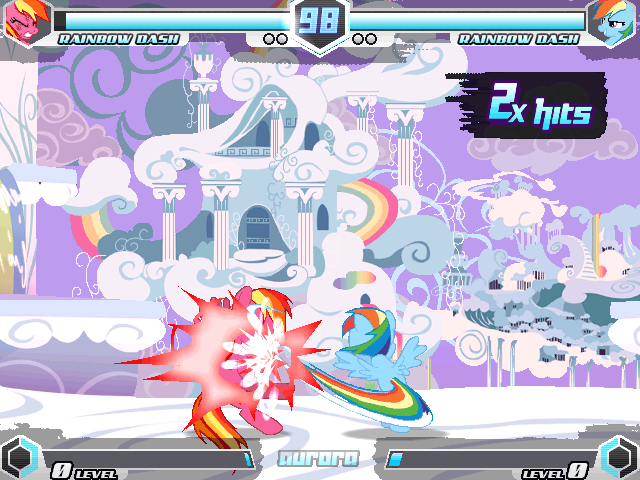 98
RAINBOW DASH
RAINBOW DASH
2x hits
0 LEVEL
aurora
LEVEL 0